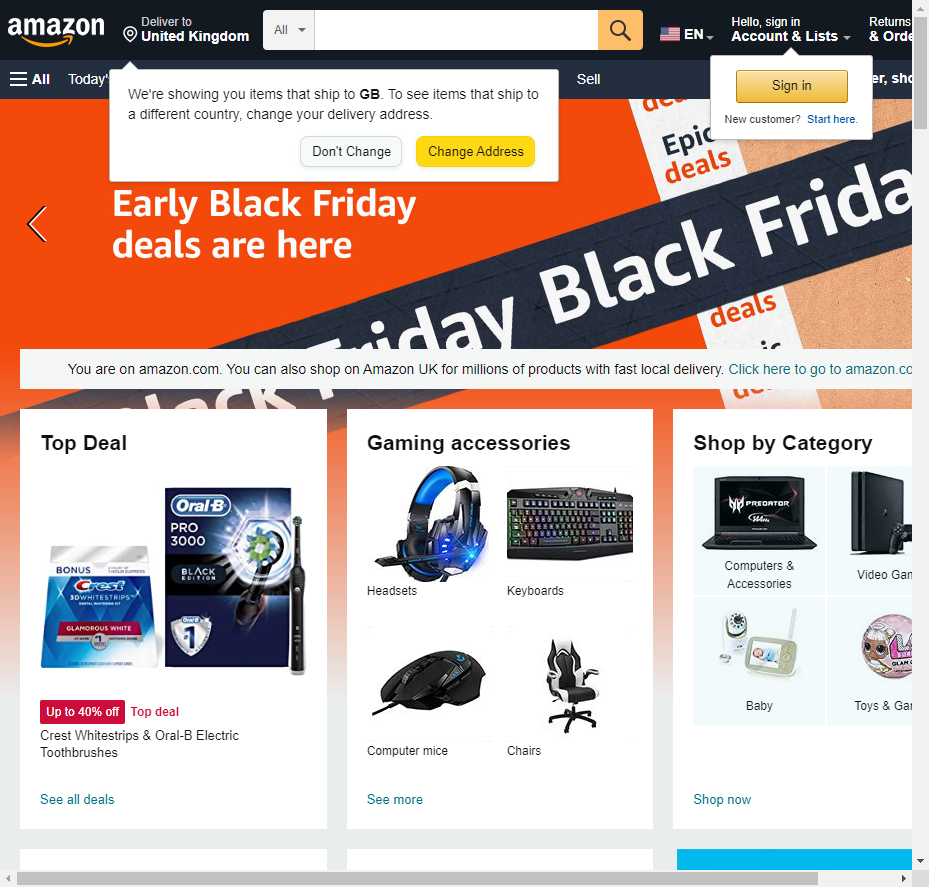 amazon
Deliver to
United Kingdom
All
EN
Hello, sign in
Account & Lists
Returns
& Orde
All
Today's
Sell
er, sho
We're showing you items that ship to GB. To see items that ship to
a different country, change your delivery address.
Don't Change
Change Address
Sign in
New customer? Start here.
Early Black Friday
deals are here
Epic
deals
Friday Black Frida
deals
You are on amazon.com. You can also shop on Amazon UK for millions of products with fast local delivery. Click here to go to amazon.co
Top Deal
BONUS
Crest
3DWHITESTRIPS
GLAMOROUS WHITE
Oral-B
PRO
3000
BLACK
EDITION
Oral-B
1
Up to 40% off
Top deal
Crest Whitestrips & Oral-B Electric
Toothbrushes
See all deals
Gaming accessories
Headsets
Keyboards
Computer mice
Chairs
See more
Shop by Category
PREDATOR
144Hz
Computers &
Accessories
Video Gam
Baby
Toys & Gam
Shop now